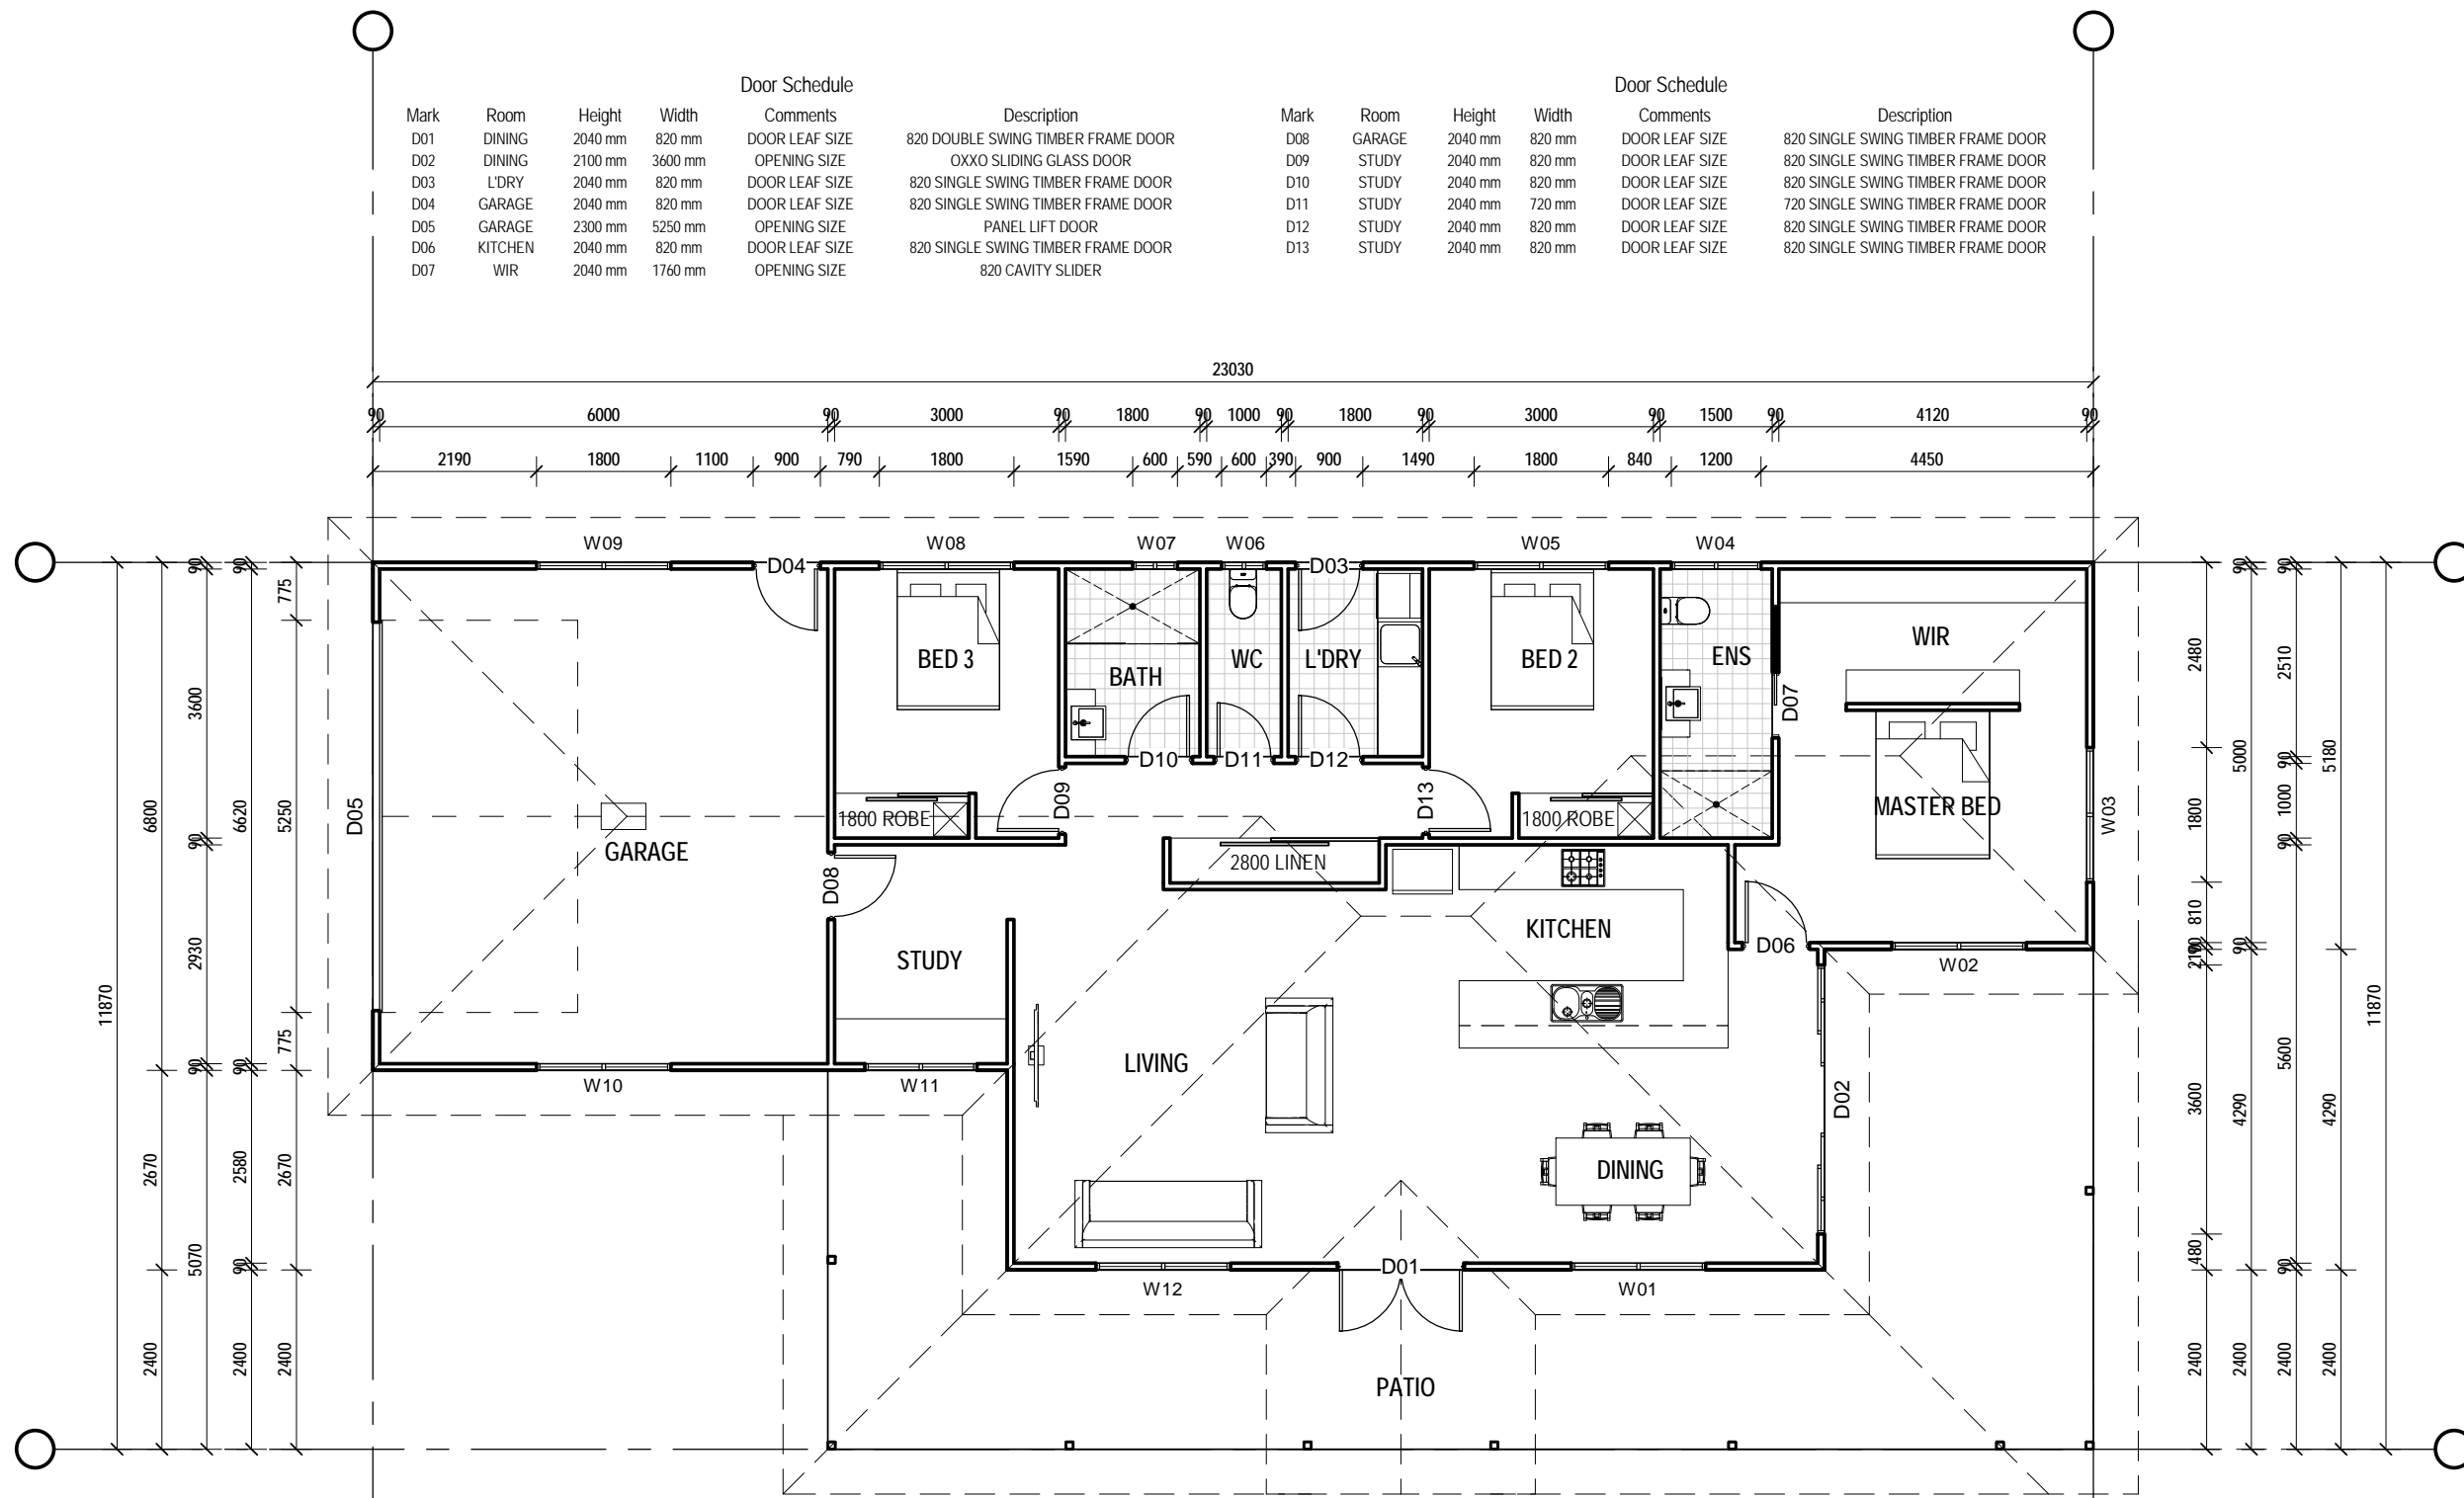 Door Schedule
Mark Room Height Width Comments Description
D01 DINING 2040 mm 820 mm DOOR LEAF SIZE 820 DOUBLE SWING TIMBER FRAME DOOR
D02 DINING 2100 mm 3600 mm OPENING SIZE OXXO SLIDING GLASS DOOR
D03 L'DRY 2040 mm 820 mm DOOR LEAF SIZE 820 SINGLE SWING TIMBER FRAME DOOR
D04 GARAGE 2040 mm 820 mm DOOR LEAF SIZE 820 SINGLE SWING TIMBER FRAME DOOR
D05 GARAGE 2300 mm 5250 mm OPENING SIZE PANEL LIFT DOOR
D06 KITCHEN 2040 mm 820 mm DOOR LEAF SIZE 820 SINGLE SWING TIMBER FRAME DOOR
D07 WIR 2040 mm 1760 mm OPENING SIZE 820 CAVITY SLIDER
Door Schedule
Mark Room Height Width Comments Description
D08 GARAGE 2040 mm 820 mm DOOR LEAF SIZE 820 SINGLE SWING TIMBER FRAME DOOR
D09 STUDY 2040 mm 820 mm DOOR LEAF SIZE 820 SINGLE SWING TIMBER FRAME DOOR
D10 STUDY 2040 mm 820 mm DOOR LEAF SIZE 820 SINGLE SWING TIMBER FRAME DOOR
D11 STUDY 2040 mm 720 mm DOOR LEAF SIZE 720 SINGLE SWING TIMBER FRAME DOOR
D12 STUDY 2040 mm 820 mm DOOR LEAF SIZE 820 SINGLE SWING TIMBER FRAME DOOR
D13 STUDY 2040 mm 820 mm DOOR LEAF SIZE 820 SINGLE SWING TIMBER FRAME DOOR
23030
90 6000 90 3000 90 1800 90 1000 90 1800 90 3000 90 1500 90 4120 90
2190 1800 1100 900 790 1800 1590 600 590 600 390 900 1490 1800 840 1200 4450
W09 W08 W07 W06 W05 W04
D04 D03
BED 3 BATH WC L'DRY BED 2 ENS WIR
D07
D10 D11 D12
D05 D09 D13 MASTER BED W03
1800 ROBE 1800 ROBE
GARAGE 2800 LINEN
D08
KITCHEN
STUDY D06
W02
LIVING
W10 W11
D02
DINING
D01
W12 W01
PATIO
11870
6800 2670 2400
90 3600 90 2930 90 5070
90 6620 90 2580 90 2400
775 5250 775 2670 2400
2480 1800 810 90 210 3600 480 2400
90 5000 90 4290 2400
90 2510 90 1000 90 5600 90 2400
5180 4290 2400
11870